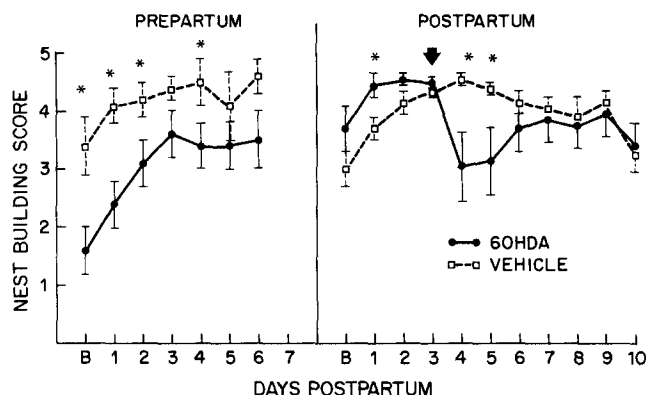 PREPARTUM POSTPARTUM
* * * * * * *
NEST BUILDING SCORE
5
4
3
2
1
6OHDA
VEHICLE
B 1 2 3 4 5 6 7 B 1 2 3 4 5 6 7 8 9 10
DAYS POSTPARTUM